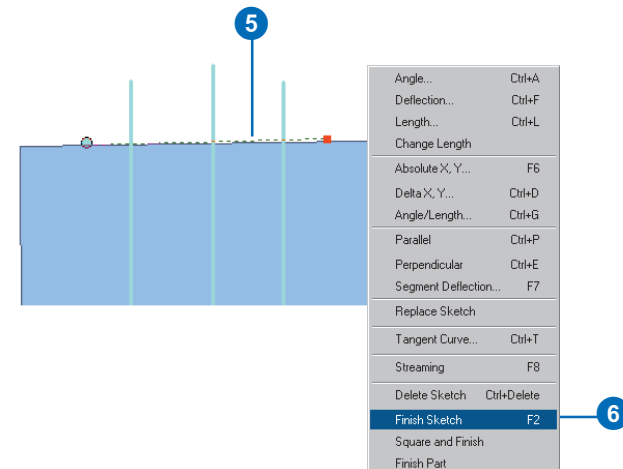 5
Angle... Ctrl+A
Deflection... Ctrl+F
Length... Ctrl+L
Change Length
Absolute X, Y... F6
Delta X, Y... Ctrl+D
Angle/Length... Ctrl+G
Parallel Ctrl+P
Perpendicular Ctrl+E
Segment Deflection... F7
Replace Sketch
Tangent Curve... Ctrl+T
Streaming F8
Delete Sketch Ctrl+Delete
Finish Sketch F2
6
Square and Finish
Finish Part